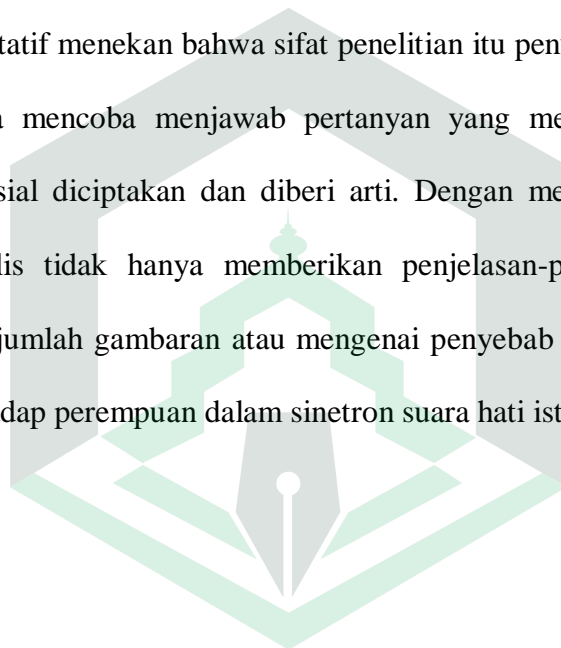 tatif menekan bahwa sifat penelitian itu pen
mencoba menjawab pertanyan yang me
sial diciptakan dan diberi arti. Dengan me
lis tidak hanya memberikan penjelasan-p
jumlah gambaran atau mengenai penyebab
dap perempuan dalam sinetron suara hati ist